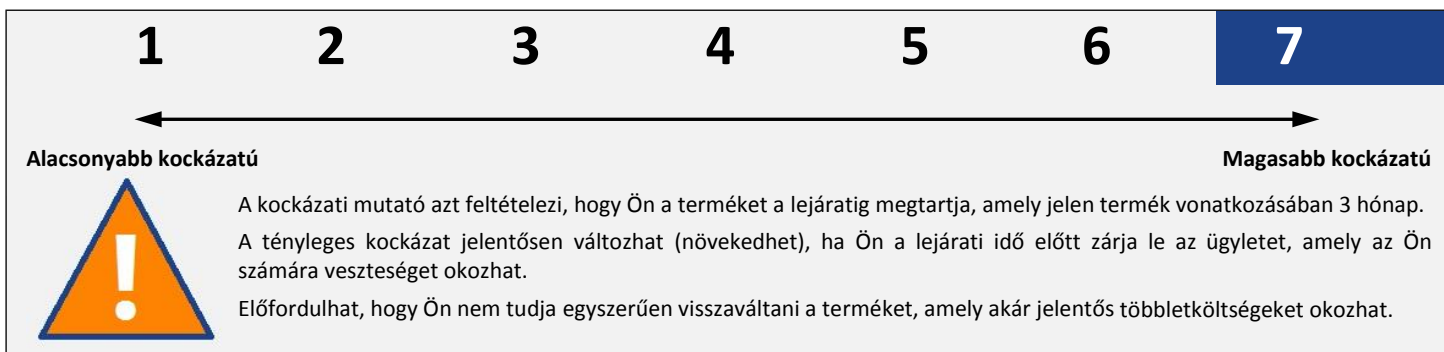 1 2 3 4 5 6 7
Alacsonyabb kockázatú Magasabb kockázatú
A kockázati mutató azt feltételezi, hogy Ön a terméket a lejáratig megtartja, amely jelen termék vonatkozásában 3 hónap.
A tényleges kockázat jelentősen változhat (növekedhet), ha Ön a lejárati idő előtt zárja le az ügyletet, amely az Ön
számára veszteséget okozhat.
Előfordulhat, hogy Ön nem tudja egyszerűen visszaváltani a terméket, amely akár jelentős többletköltségeket okozhat.